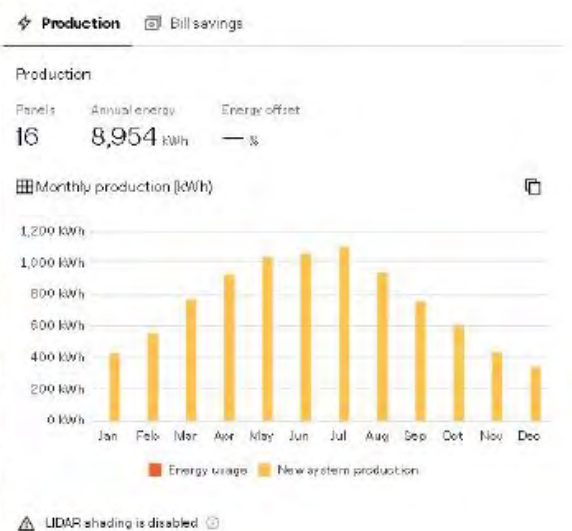 Production Bill savings
Production
Panels Annual energy Energy offset
16 8,954 kWh — %
Monthly production (kWh)
1,200 kWh
1,000 kWh
800 kWh
600 kWh
400 kWh
200 kWh
0 kWh
Jan Feb Mar Apr May Jun Jul Aug Sep Oct Nov Dec
Energy usage New system production
LIDAR shading is disabled